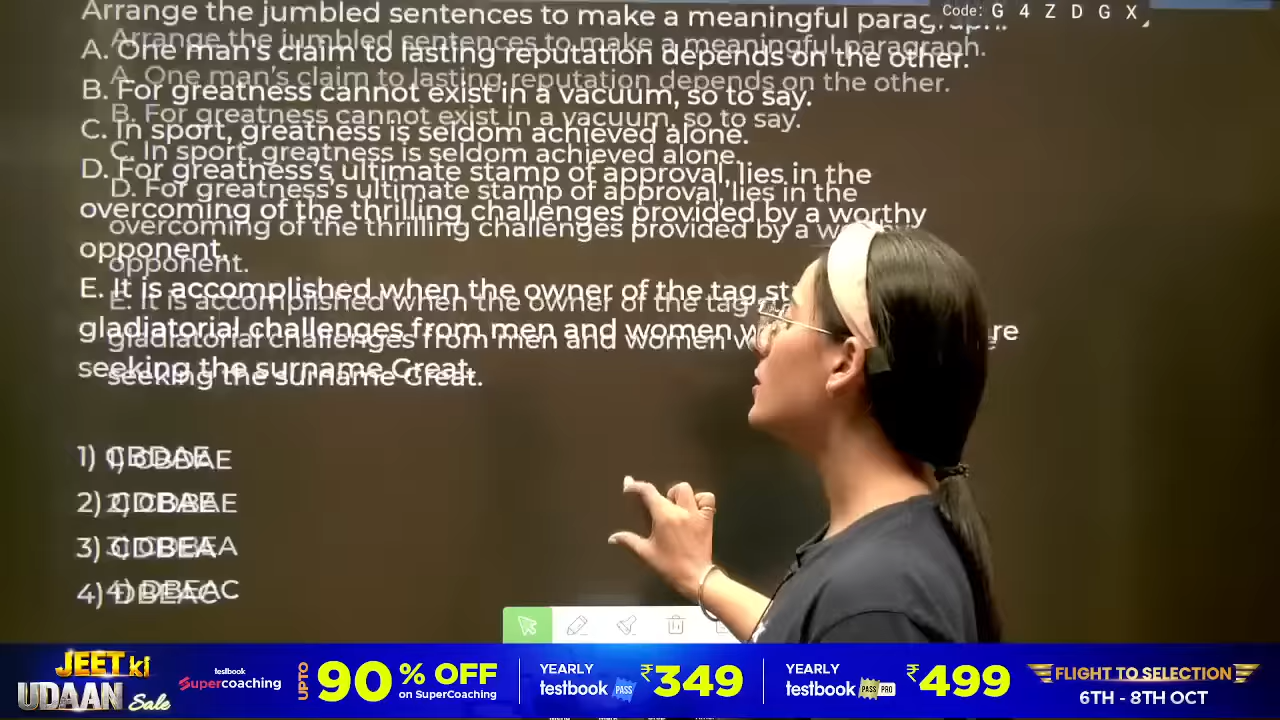 Arrange the jumbled sentences to make a meaningful paragraph.
Code: G 4 Z D G X
A. One man's claim to lasting reputation depends on the other.
B. For greatness cannot exist in a vacuum, so to say.
C. In sport, greatness is seldom achieved alone.
D. For greatness's ultimate stamp of approval, lies in the
overcoming of the thrilling challenges provided by a worthy
opponent.
E. It is accomplished when the owner of the tag
gladiatorial challenges from men and women
seeking the surname Great.
1) CBDAE
2) CDBAE
3) CDBEA
4) DBEAC
JEET ki
UDAAN Sale
testbook
Supercoaching
UPTO 90% OFF
on SuperCoaching
YEARLY
testbook PASS ₹349
YEARLY
testbook PASS PRO ₹499
FLIGHT TO SELECTION
6TH - 8TH OCT